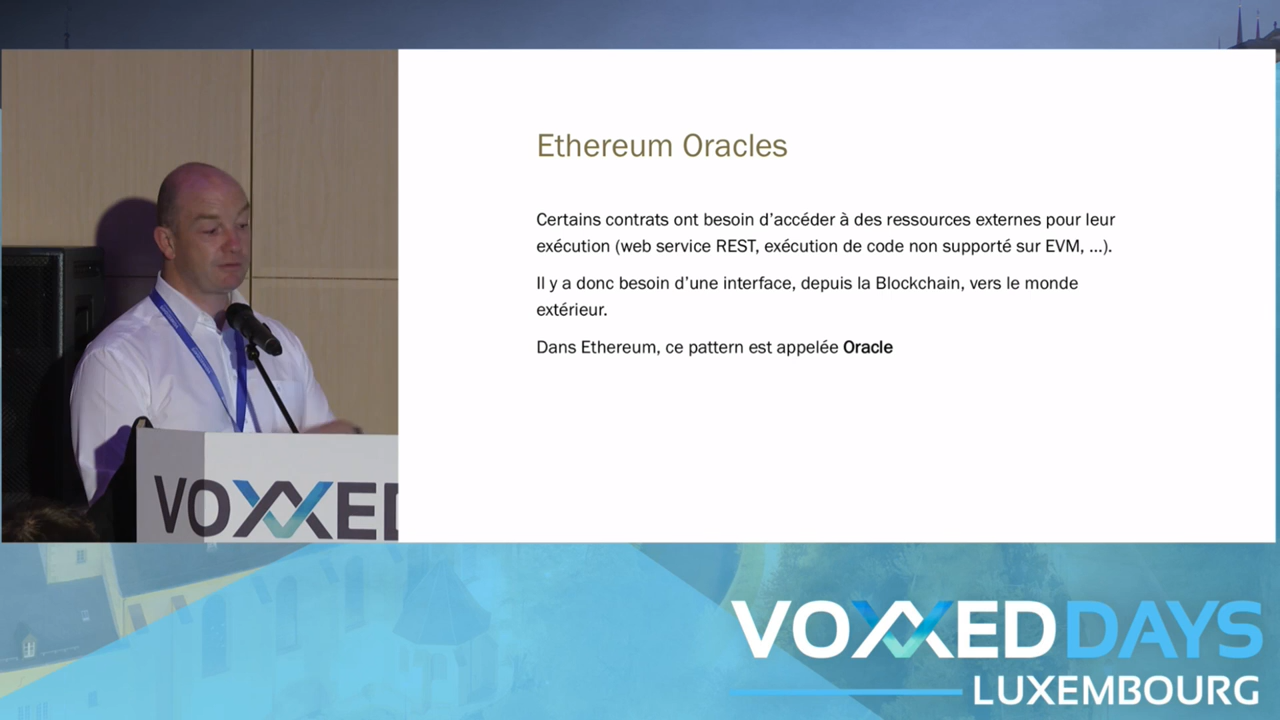 Ethereum Oracles
Certains contrats ont besoin d'accéder à des ressources externes pour leur
exécution (web service REST, exécution de code non supporté sur EVM, ...).
Il y a donc besoin d'une interface, depuis la Blockchain, vers le monde
extérieur.
Dans Ethereum, ce pattern est appelée Oracle
VOXXED
VOXXED DAYS
LUXEMBOURG